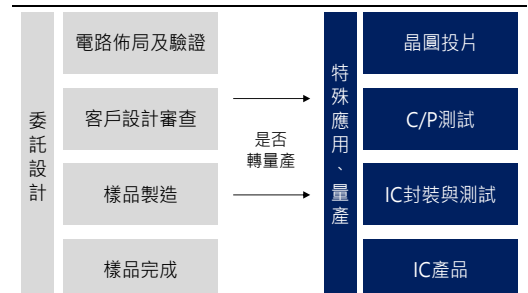 委託設計
電路佈局及驗證
客戶設計審查
樣品製造
樣品完成
是否
轉量產
特殊應用、量產
晶圓投片
C/P測試
IC封裝與測試
IC產品